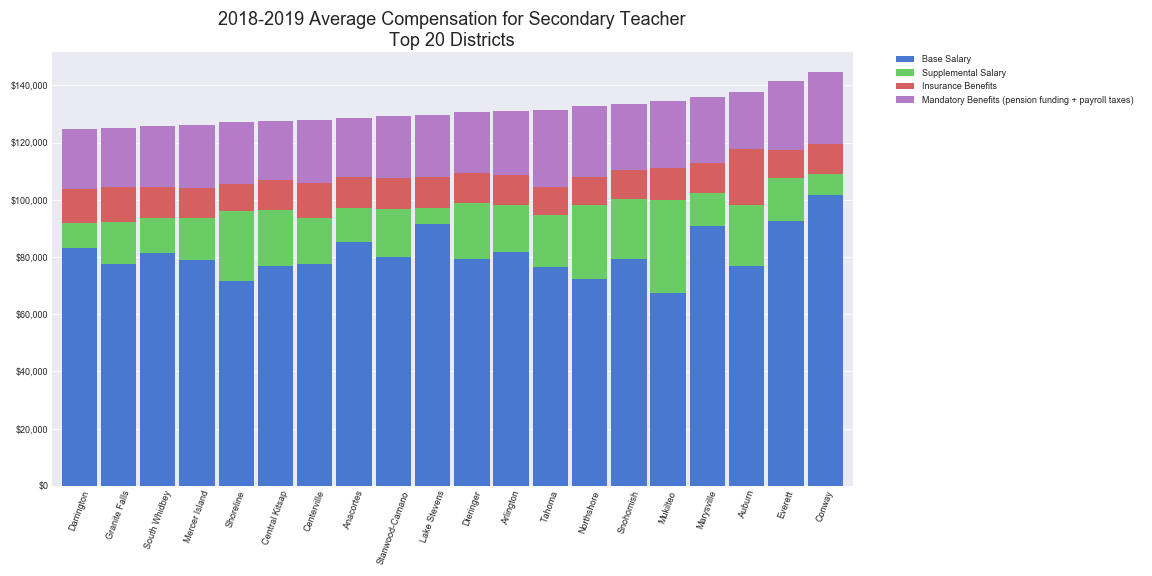 2018-2019 Average Compensation for Secondary Teacher
Top 20 Districts
Base Salary
Supplemental Salary
Insurance Benefits
Mandatory Benefits (pension funding + payroll taxes)
$140,000
$120,000
$100,000
$80,000
$60,000
$40,000
$20,000
$0
Darrington
Granite Falls
South Whidbey
Mercer Island
Shoreline
Central Kitsap
Centerville
Anacortes
Stanwood-Camano
Lake Stevens
Dieringer
Arlington
Tahoma
Northshore
Snohomish
Mukilteo
Marysville
Auburn
Everett
Conway